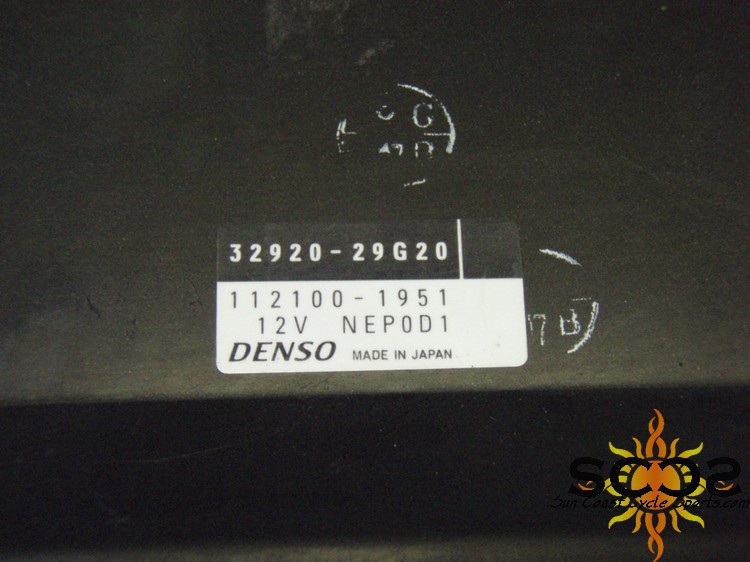 32920-29G20
112100-1951
12V NEP0D1
DENSO MADE IN JAPAN
SCCS
Sun Coast Cycle Sports.com